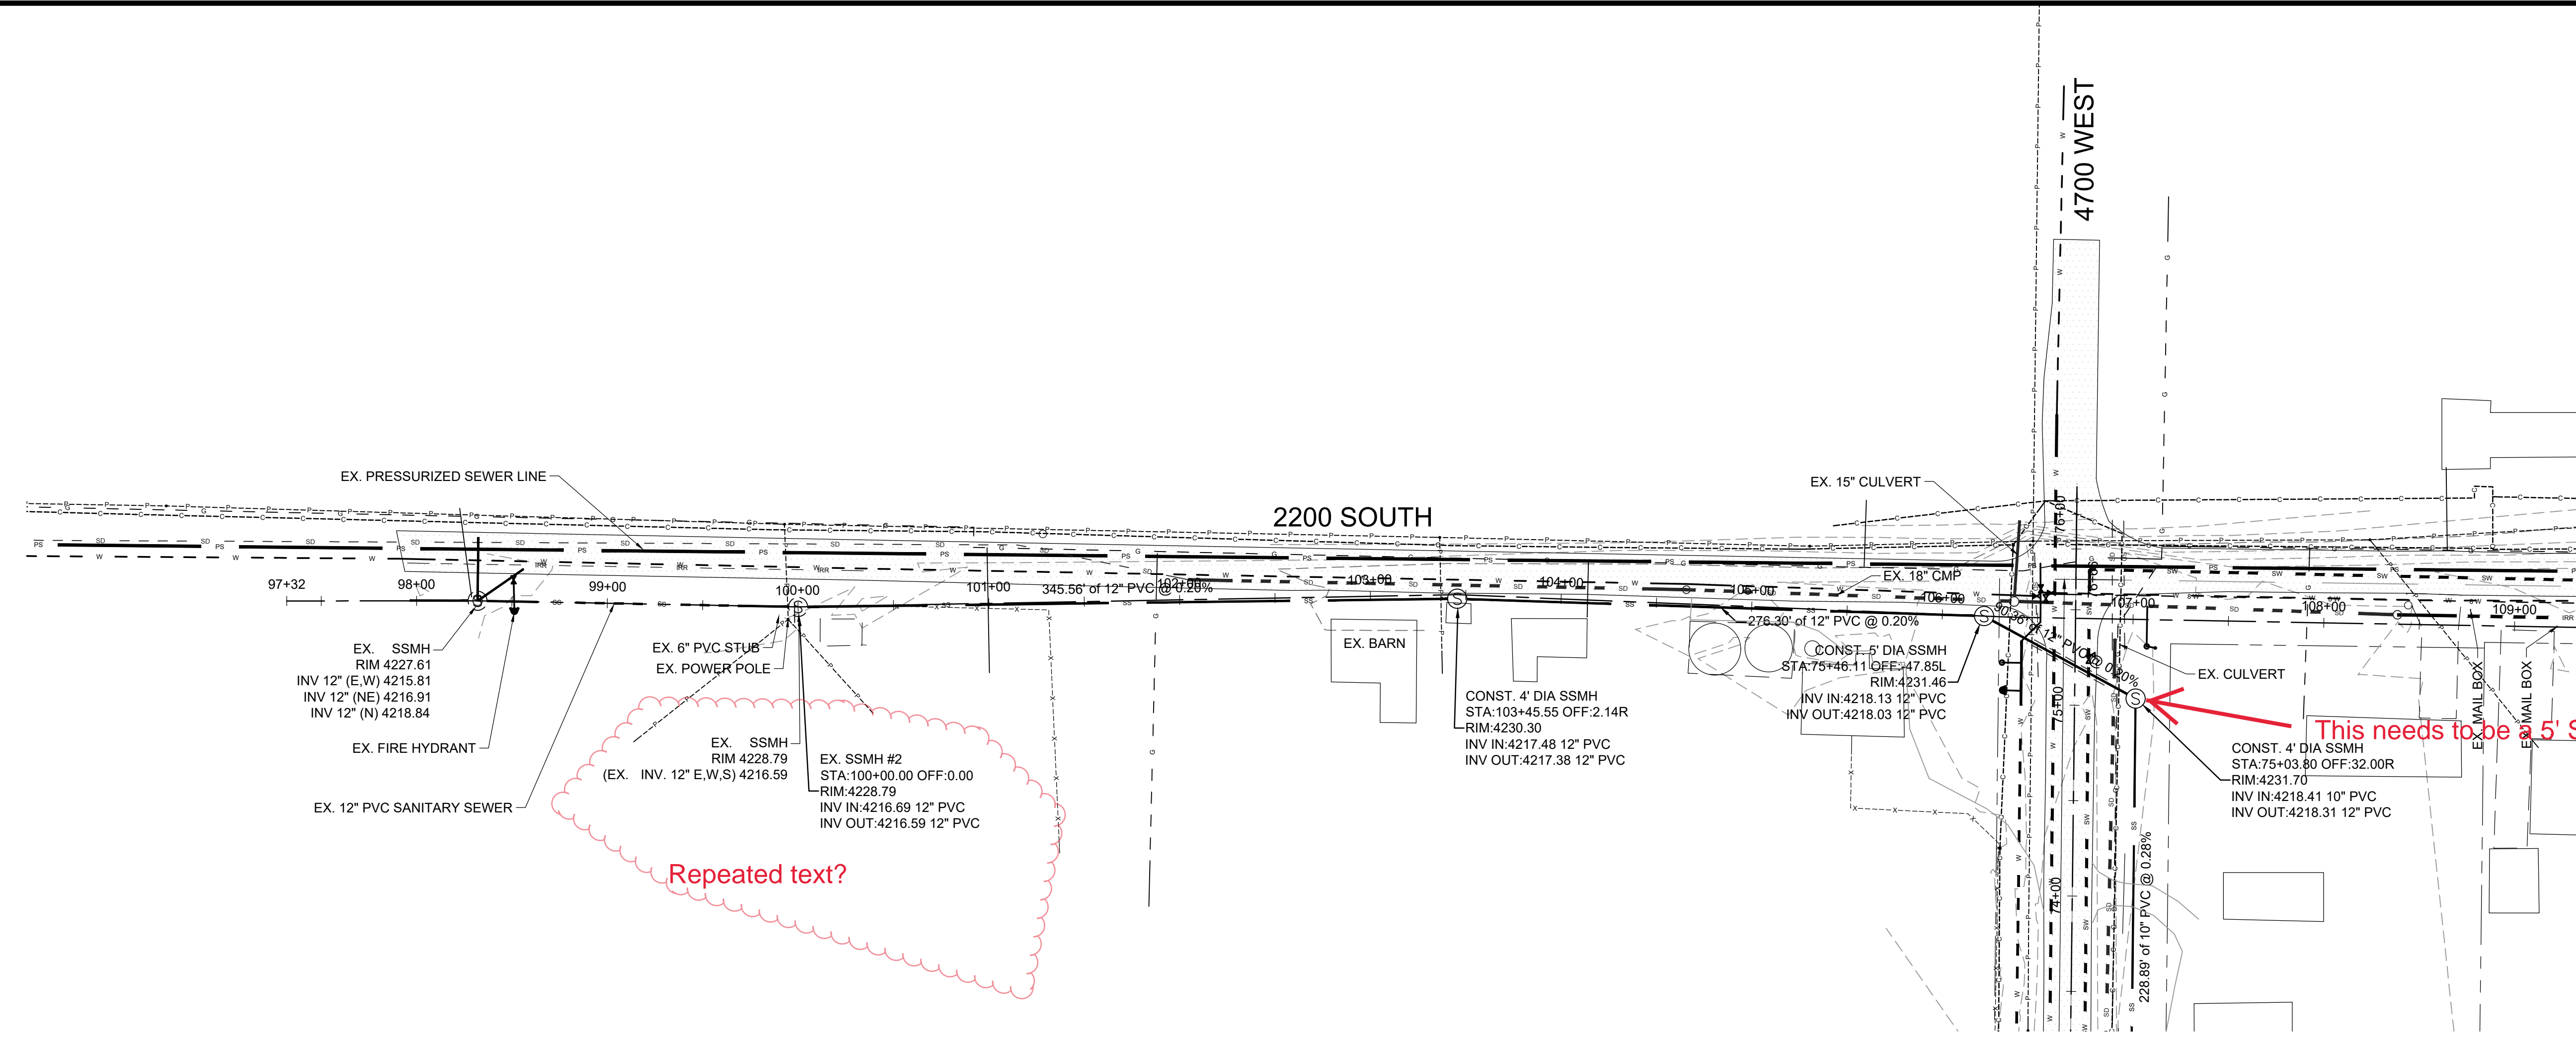 4700 WEST
EX. PRESSURIZED SEWER LINE
2200 SOUTH
EX. 15" CULVERT
97+32
98+00
99+00
100+00
101+00
345.56' of 12" PVC @ 0.20%
102+00
103+00
104+00
105+00
EX. 18" CMP
106+00
107+00
108+00
109+00
76+00
75+00
74+00
276.30' of 12" PVC @ 0.20%
90.36' of 12" PVC @ 0.20%
EX. SSMH
RIM 4227.61
INV 12" (E,W) 4215.81
INV 12" (NE) 4216.91
INV 12" (N) 4218.84
EX. FIRE HYDRANT
EX. 12" PVC SANITARY SEWER
EX. 6" PVC STUB
EX. POWER POLE
EX. SSMH
RIM 4228.79
(EX. INV. 12" E,W,S) 4216.59
EX. SSMH #2
STA:100+00.00 OFF:0.00
RIM:4228.79
INV IN:4216.69 12" PVC
INV OUT:4216.59 12" PVC
Repeated text?
EX. BARN
CONST. 4' DIA SSMH
STA:103+45.55 OFF:2.14R
RIM:4230.30
INV IN:4217.48 12" PVC
INV OUT:4217.38 12" PVC
CONST. 5' DIA SSMH
STA:75+46.11 OFF:-47.85L
RIM:4231.46
INV IN:4218.13 12" PVC
INV OUT:4218.03 12" PVC
EX. CULVERT
This needs to be a 5' S
CONST. 4' DIA SSMH
STA:75+03.80 OFF:32.00R
RIM:4231.70
INV IN:4218.41 10" PVC
INV OUT:4218.31 12" PVC
228.89' of 10" PVC @ 0.28%
EX. MAIL BOX
EX. MAIL BOX